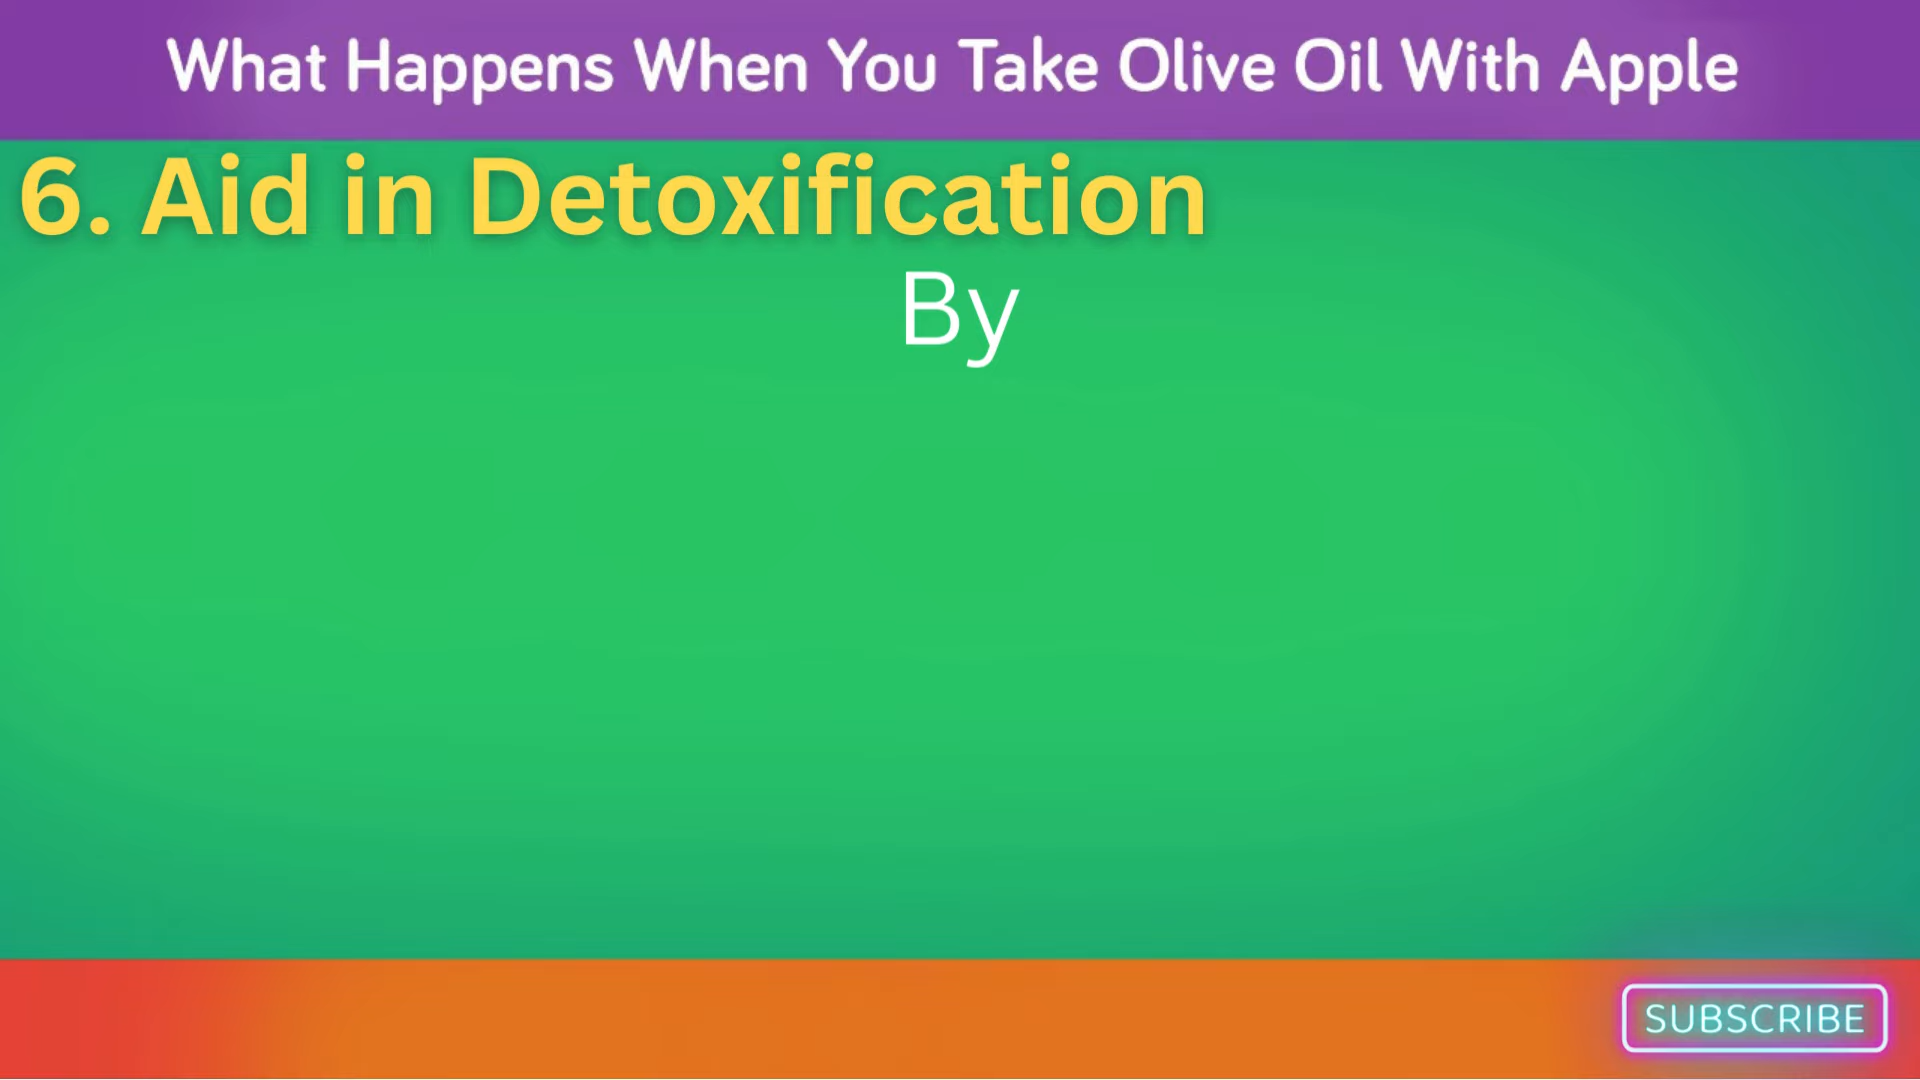 What Happens When You Take Olive Oil With Apple
6. Aid in Detoxification
By
SUBSCRIBE